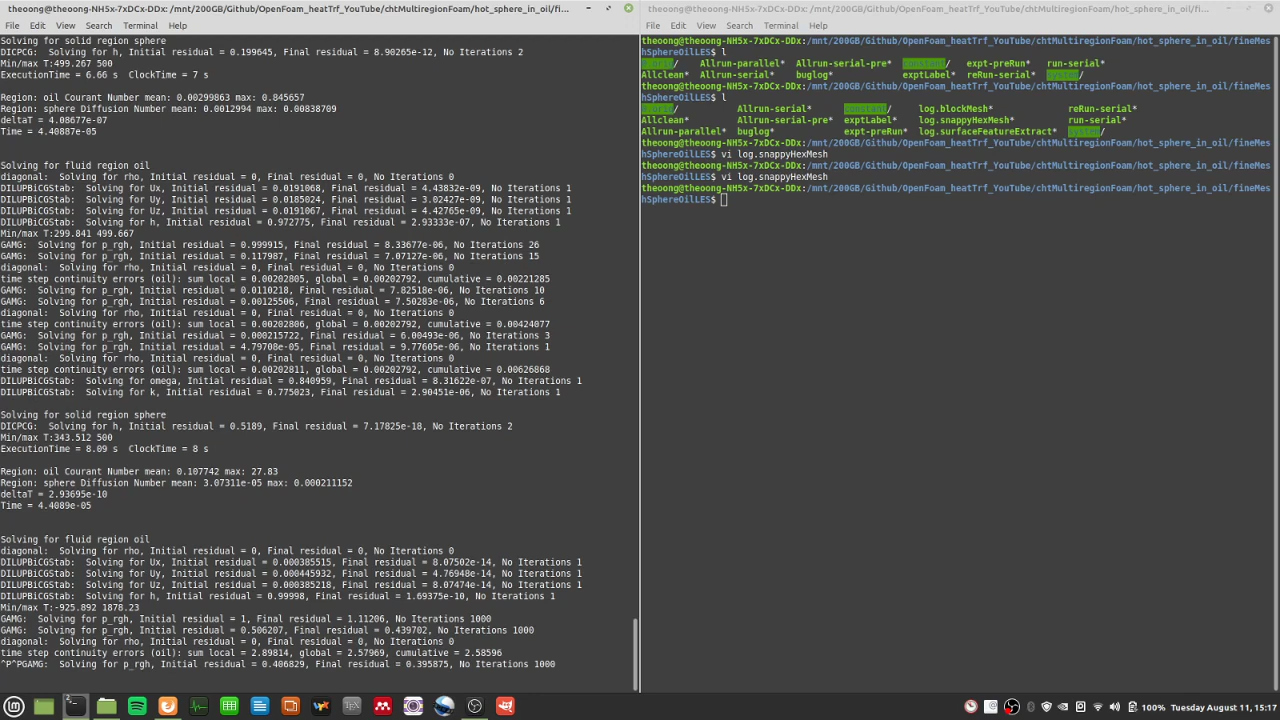 theoong@theoong-NH5x-7xDCx-DDx: /mnt/200GB/Github/OpenFoam_heatTrf_YouTube/chtMultiregionFoam/hot_sphere_in_oil/fi...
File Edit View Search Terminal Help
Solving for solid region sphere
DICPCG:  Solving for h, Initial residual = 0.199645, Final residual = 8.90265e-12, No Iterations 2
Min/max T:499.267 500
ExecutionTime = 6.66 s  ClockTime = 7 s
Region: oil Courant Number mean: 0.00299863 max: 0.845657
Region: sphere Diffusion Number mean: 0.001294 max: 0.00838709
deltaT = 4.08677e-07
Time = 4.40887e-05
Solving for fluid region oil
diagonal:  Solving for rho, Initial residual = 0, Final residual = 0, No Iterations 0
DILUPBiCGStab:  Solving for Ux, Initial residual = 0.0191068, Final residual = 4.43832e-09, No Iterations 1
DILUPBiCGStab:  Solving for Uy, Initial residual = 0.0185024, Final residual = 3.02427e-09, No Iterations 1
DILUPBiCGStab:  Solving for Uz, Initial residual = 0.0191067, Final residual = 4.42765e-09, No Iterations 1
DILUPBiCGStab:  Solving for h, Initial residual = 0.972775, Final residual = 2.93333e-07, No Iterations 1
Min/max T:299.841 499.667
GAMG:  Solving for p_rgh, Initial residual = 0.999915, Final residual = 8.33677e-06, No Iterations 26
GAMG:  Solving for p_rgh, Initial residual = 0.117987, Final residual = 7.07127e-06, No Iterations 15
diagonal:  Solving for rho, Initial residual = 0, Final residual = 0, No Iterations 0
time step continuity errors (oil): sum local = 0.00202805, global = 0.00202792, cumulative = 0.00221285
GAMG:  Solving for p_rgh, Initial residual = 0.0110218, Final residual = 7.82518e-06, No Iterations 10
GAMG:  Solving for p_rgh, Initial residual = 0.00125506, Final residual = 7.50283e-06, No Iterations 6
diagonal:  Solving for rho, Initial residual = 0, Final residual = 0, No Iterations 0
time step continuity errors (oil): sum local = 0.00202806, global = 0.00202792, cumulative = 0.00424077
GAMG:  Solving for p_rgh, Initial residual = 0.000215722, Final residual = 6.00493e-06, No Iterations 3
GAMG:  Solving for p_rgh, Initial residual = 4.79708e-05, Final residual = 9.77605e-06, No Iterations 1
diagonal:  Solving for rho, Initial residual = 0, Final residual = 0, No Iterations 0
time step continuity errors (oil): sum local = 0.00202811, global = 0.00202792, cumulative = 0.00626868
DILUPBiCGStab:  Solving for omega, Initial residual = 0.840959, Final residual = 8.31622e-07, No Iterations 1
DILUPBiCGStab:  Solving for k, Initial residual = 0.775023, Final residual = 2.90451e-06, No Iterations 1
Solving for solid region sphere
DICPCG:  Solving for h, Initial residual = 0.5189, Final residual = 7.17825e-18, No Iterations 2
Min/max T:343.512 500
ExecutionTime = 8.09 s  ClockTime = 8 s
Region: oil Courant Number mean: 0.107742 max: 27.83
Region: sphere Diffusion Number mean: 3.07311e-05 max: 0.000211152
deltaT = 2.93695e-10
Time = 4.4089e-05
Solving for fluid region oil
diagonal:  Solving for rho, Initial residual = 0, Final residual = 0, No Iterations 0
DILUPBiCGStab:  Solving for Ux, Initial residual = 0.000385515, Final residual = 8.07502e-14, No Iterations 1
DILUPBiCGStab:  Solving for Uy, Initial residual = 0.000445932, Final residual = 4.76948e-14, No Iterations 1
DILUPBiCGStab:  Solving for Uz, Initial residual = 0.000385218, Final residual = 8.07474e-14, No Iterations 1
DILUPBiCGStab:  Solving for h, Initial residual = 0.99998, Final residual = 1.69375e-10, No Iterations 1
Min/max T:-925.892 1878.23
GAMG:  Solving for p_rgh, Initial residual = 1, Final residual = 1.11206, No Iterations 1000
GAMG:  Solving for p_rgh, Initial residual = 0.506207, Final residual = 0.439702, No Iterations 1000
diagonal:  Solving for rho, Initial residual = 0, Final residual = 0, No Iterations 0
time step continuity errors (oil): sum local = 2.89814, global = 2.57969, cumulative = 2.58596
^P^PGAMG:  Solving for p_rgh, Initial residual = 0.406829, Final residual = 0.395875, No Iterations 1000
theoong@theoong-NH5x-7xDCx-DDx: /mnt/200GB/Github/OpenFoam_heatTrf_YouTube/chtMultiregionFoam/hot_sphere_in_oil/fi...
File Edit View Search Terminal Help
theoong@theoong-NH5x-7xDCx-DDx:/mnt/200GB/Github/OpenFoam_heatTrf_YouTube/chtMultiregionFoam/hot_sphere_in_oil/fineMes
hSphereOilLES$ l
0.orig/ Allrun-parallel* Allrun-serial-pre* constant/ expt-preRun* run-serial*
Allclean* Allrun-serial* buglog* exptLabel* reRun-serial* system/
theoong@theoong-NH5x-7xDCx-DDx:/mnt/200GB/Github/OpenFoam_heatTrf_YouTube/chtMultiregionFoam/hot_sphere_in_oil/fineMes
hSphereOilLES$ l
0.orig/ Allrun-serial* constant/ log.blockMesh* reRun-serial*
Allclean* Allrun-serial-pre* exptLabel* log.snappyHexMesh* run-serial*
Allrun-parallel* buglog* expt-preRun* log.surfaceFeatureExtract* system/
theoong@theoong-NH5x-7xDCx-DDx:/mnt/200GB/Github/OpenFoam_heatTrf_YouTube/chtMultiregionFoam/hot_sphere_in_oil/fineMes
hSphereOilLES$ vi log.snappyHexMesh
theoong@theoong-NH5x-7xDCx-DDx:/mnt/200GB/Github/OpenFoam_heatTrf_YouTube/chtMultiregionFoam/hot_sphere_in_oil/fineMes
hSphereOilLES$ vi log.snappyHexMesh
theoong@theoong-NH5x-7xDCx-DDx:/mnt/200GB/Github/OpenFoam_heatTrf_YouTube/chtMultiregionFoam/hot_sphere_in_oil/fineMes
hSphereOilLES$
100% Tuesday August 11, 15:17